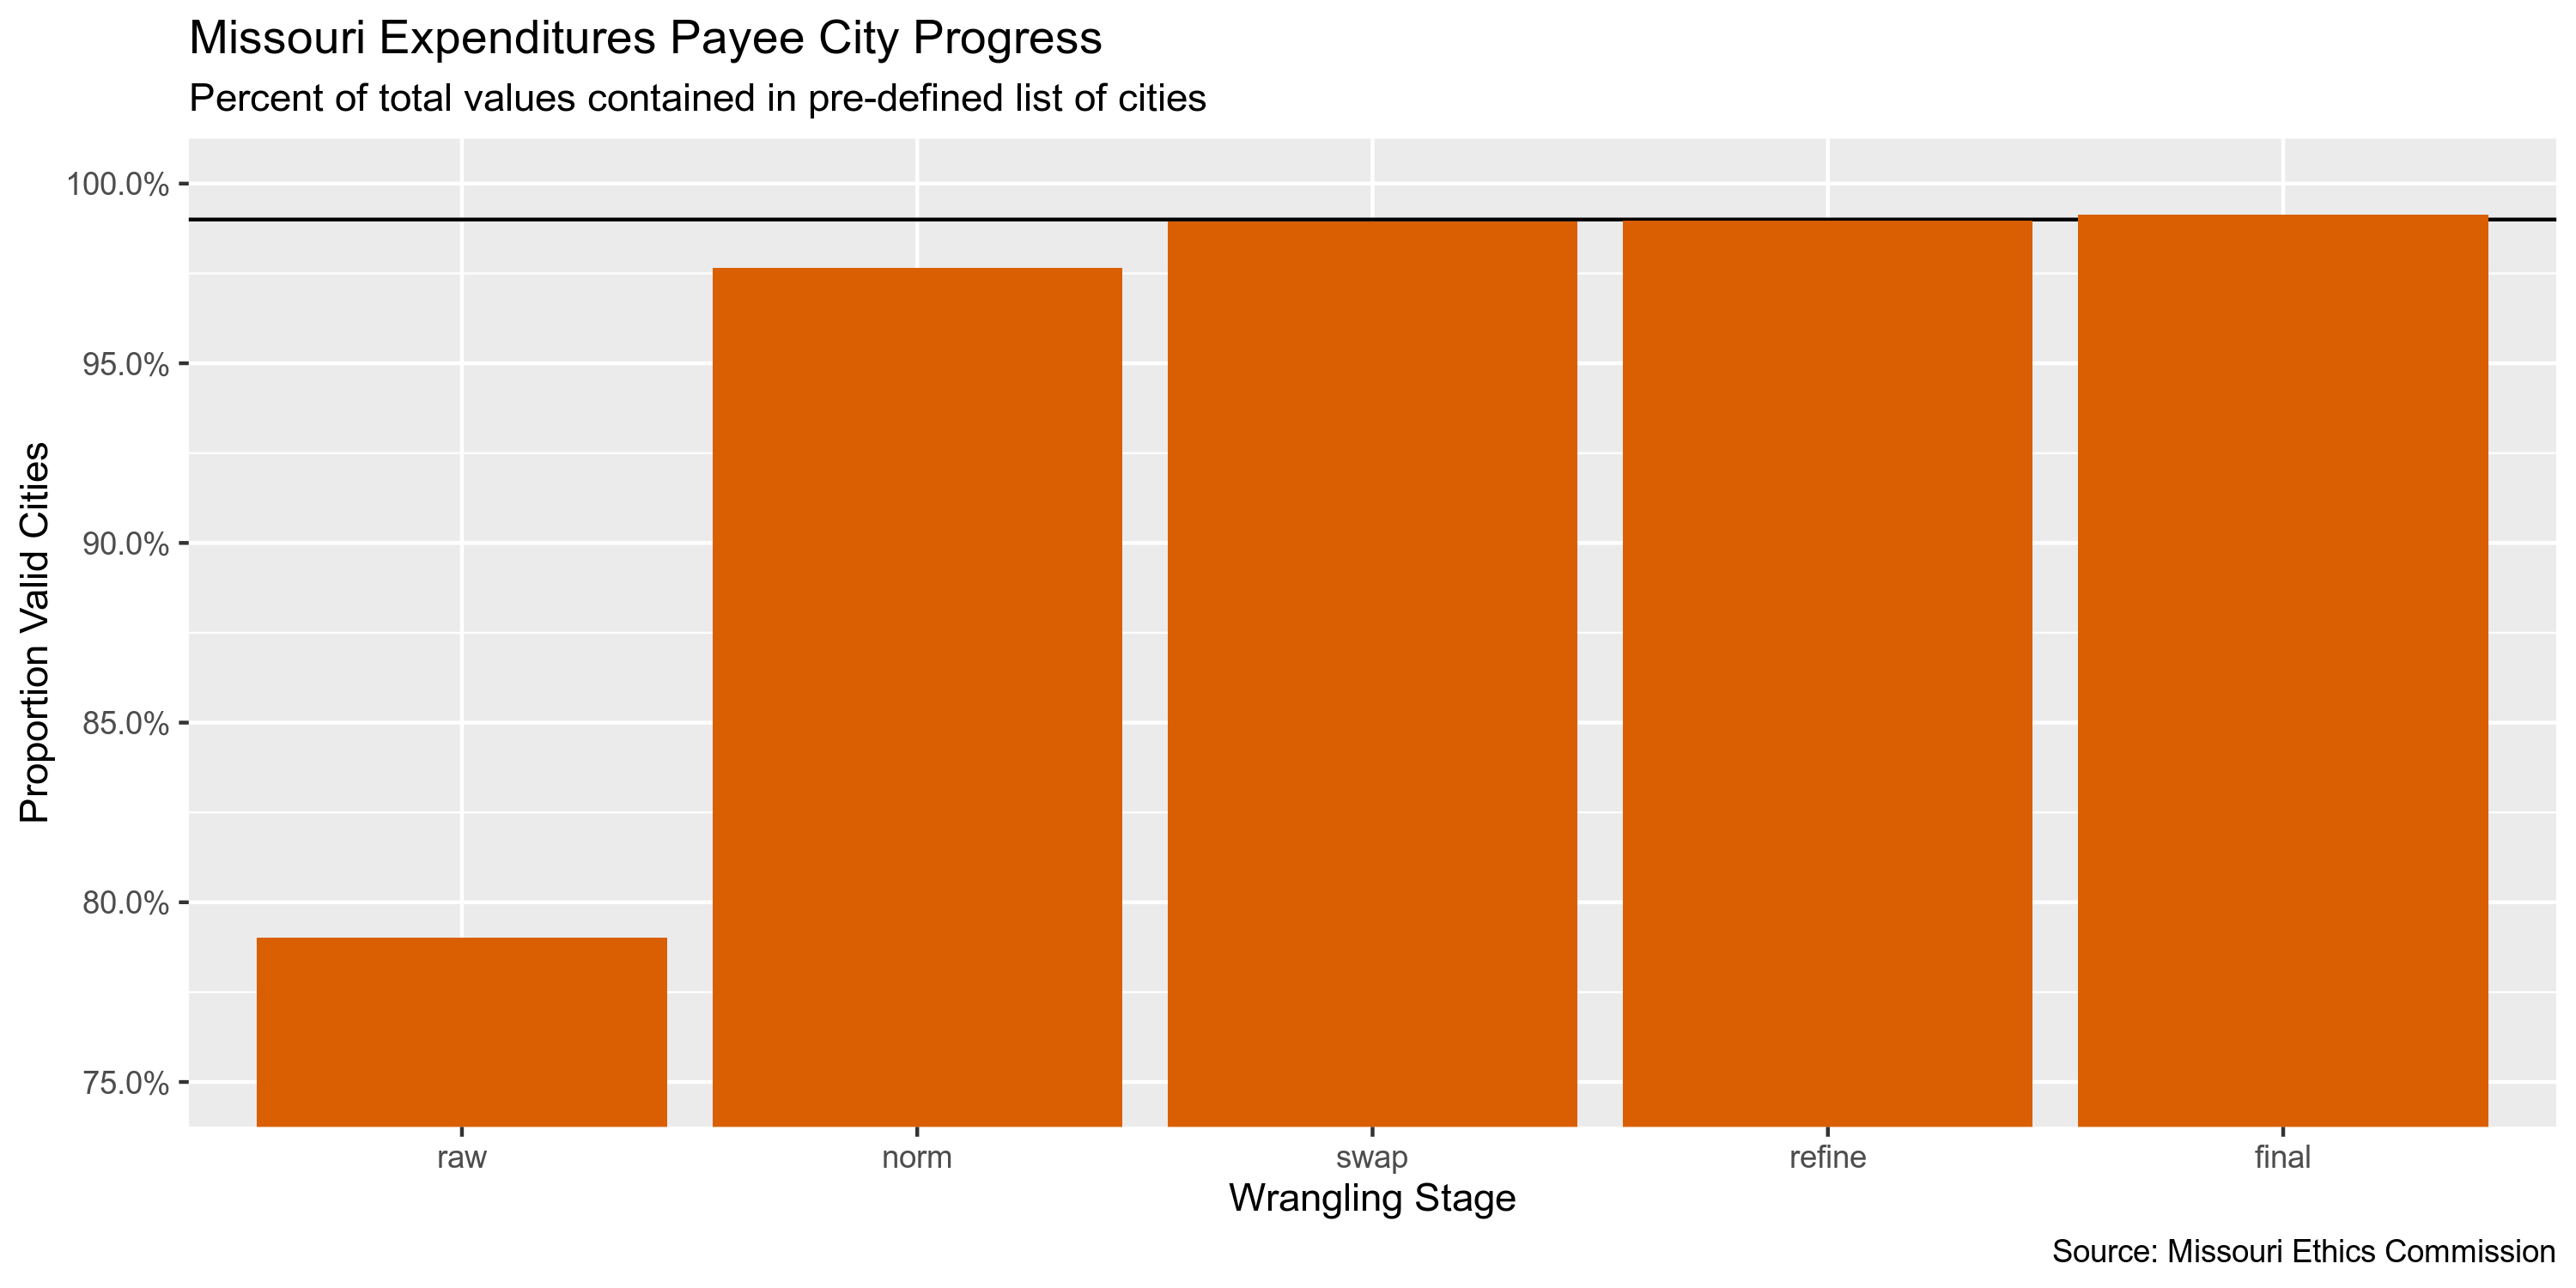 Missouri Expenditures Payee City Progress
Percent of total values contained in pre-defined list of cities
Proportion Valid Cities
100.0%
95.0%
90.0%
85.0%
80.0%
75.0%
raw norm swap refine final
Wrangling Stage
Source: Missouri Ethics Commission